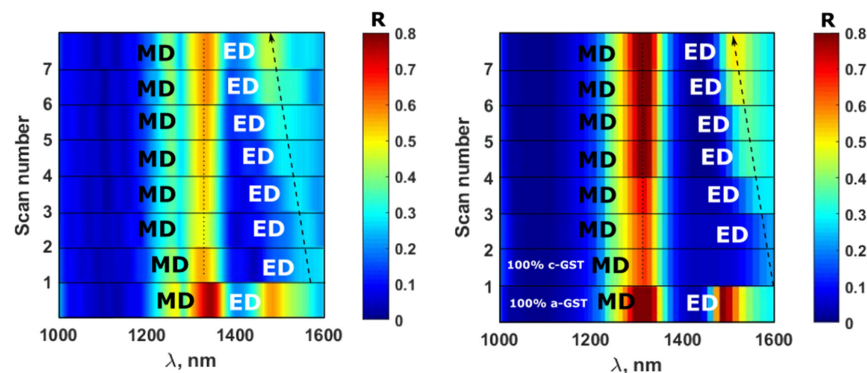 R
0.8
0.7
0.6
0.5
0.4
0.3
0.2
0.1
0
Scan number
7
6
5
4
3
2
1
MD ED
MD ED
MD ED
MD ED
MD ED
MD ED
MD ED
MD ED
1000 1200 1400 1600
λ, nm
R
0.8
0.7
0.6
0.5
0.4
0.3
0.2
0.1
0
Scan number
7
6
5
4
3
2
1
MD ED
MD ED
MD ED
MD ED
MD ED
MD ED
100% c-GST MD
100% a-GST MD ED
1000 1200 1400 1600
λ, nm